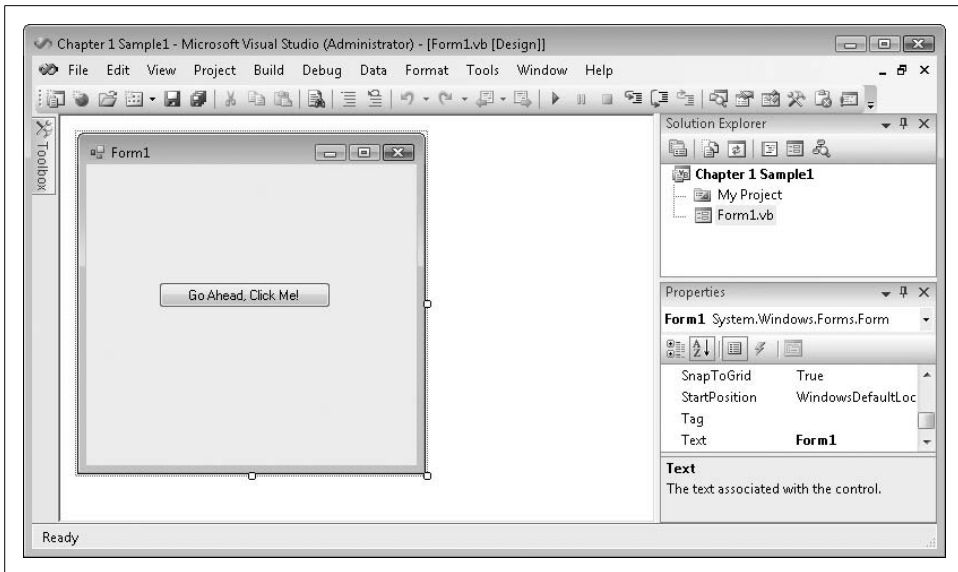 Chapter 1 Sample1 - Microsoft Visual Studio (Administrator) - [Form1.vb [Design]]
File Edit View Project Build Debug Data Format Tools Window Help
Toolbox
Form1
Go Ahead, Click Me!
Solution Explorer
Chapter 1 Sample1
My Project
Form1.vb
Properties
Form1 System.Windows.Forms.Form
SnapToGrid True
StartPosition WindowsDefaultLoc
Tag
Text Form1
Text
The text associated with the control.
Ready